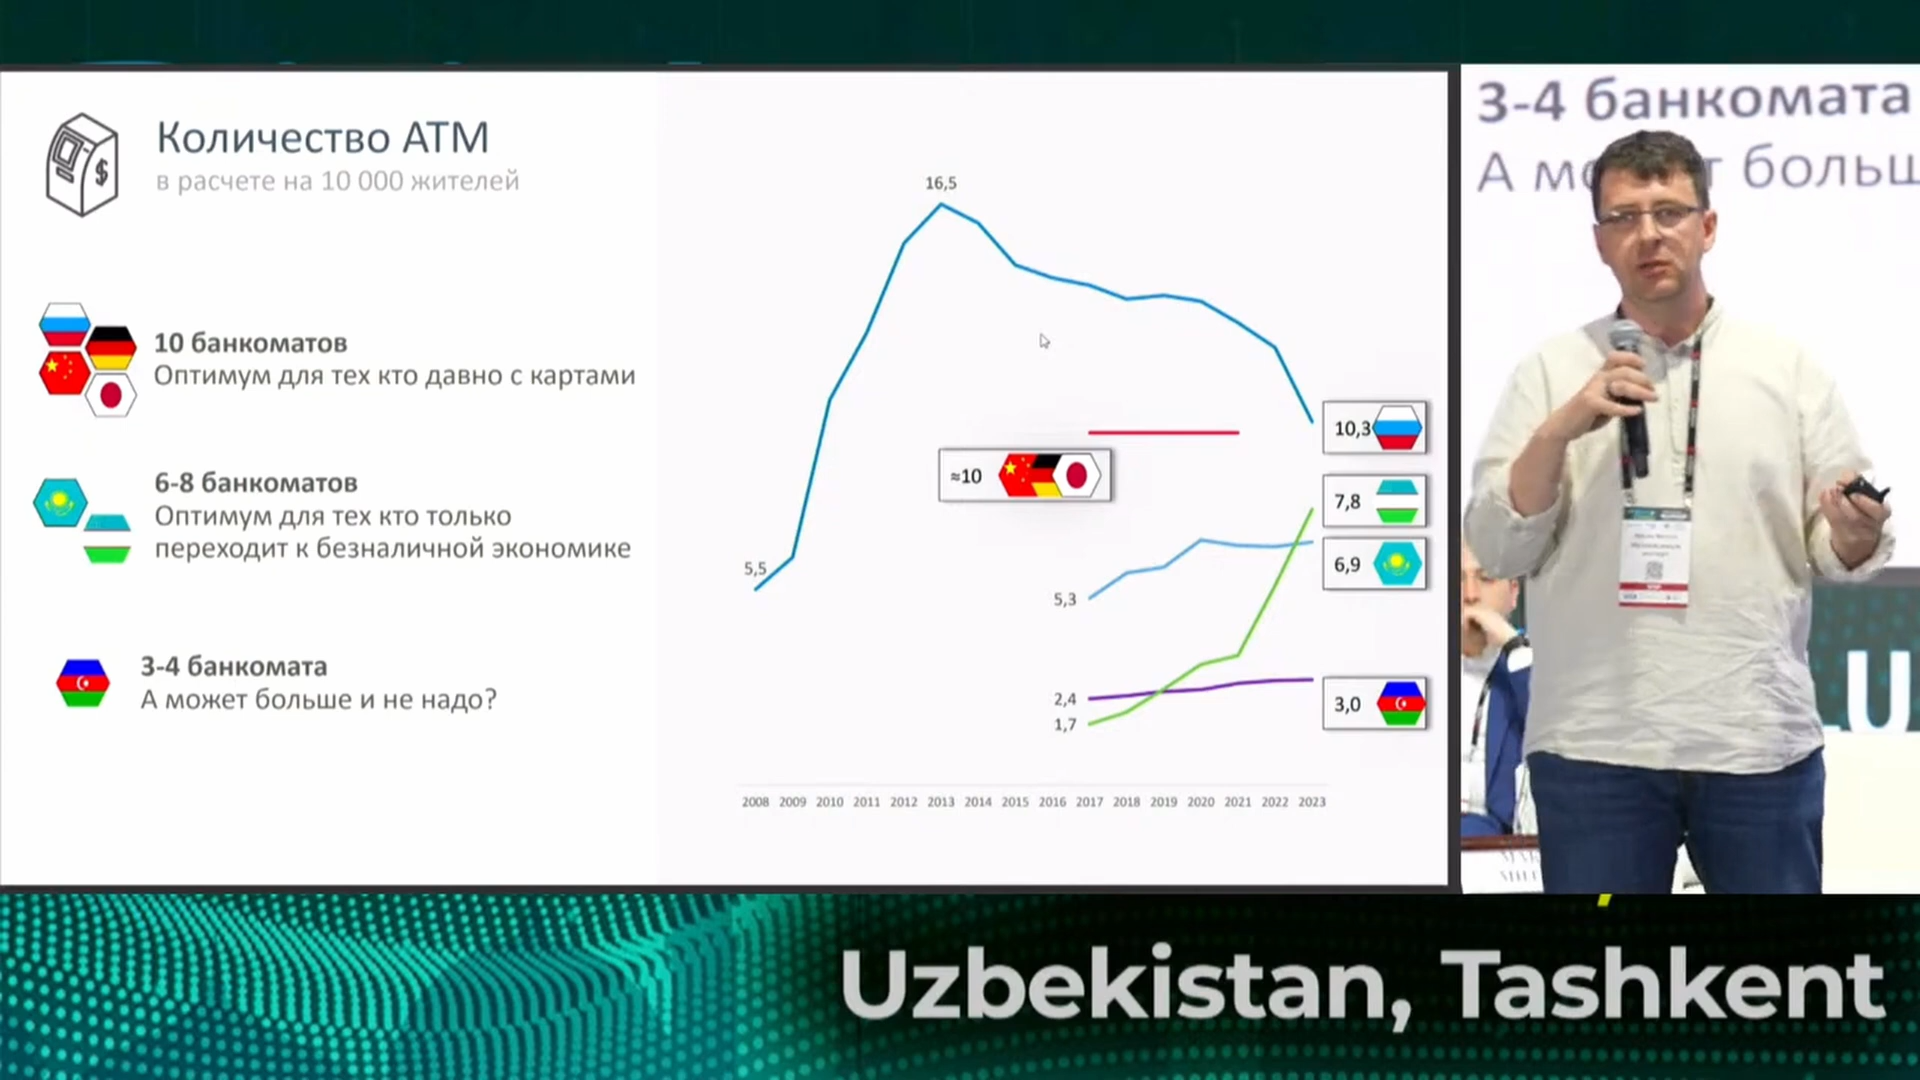 Количество АТМ
в расчете на 10 000 жителей
10 банкоматов
Оптимум для тех кто давно с картами
6-8 банкоматов
Оптимум для тех кто только
переходит к безналичной экономике
3-4 банкомата
А может больше и не надо?
16,5
5,5
≈10
5,3
2,4
1,7
10,3
7,8
6,9
3,0
2008 2009 2010 2011 2012 2013 2014 2015 2016 2017 2018 2019 2020 2021 2022 2023
3-4 банкомата
Uzbekistan, Tashkent